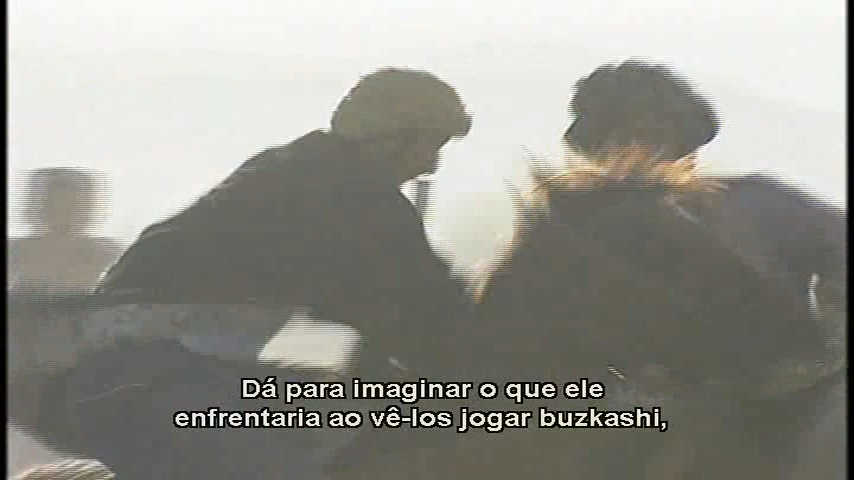 Dá para imaginar o que ele
enfrentaria ao vê-los jogar buzkashi,